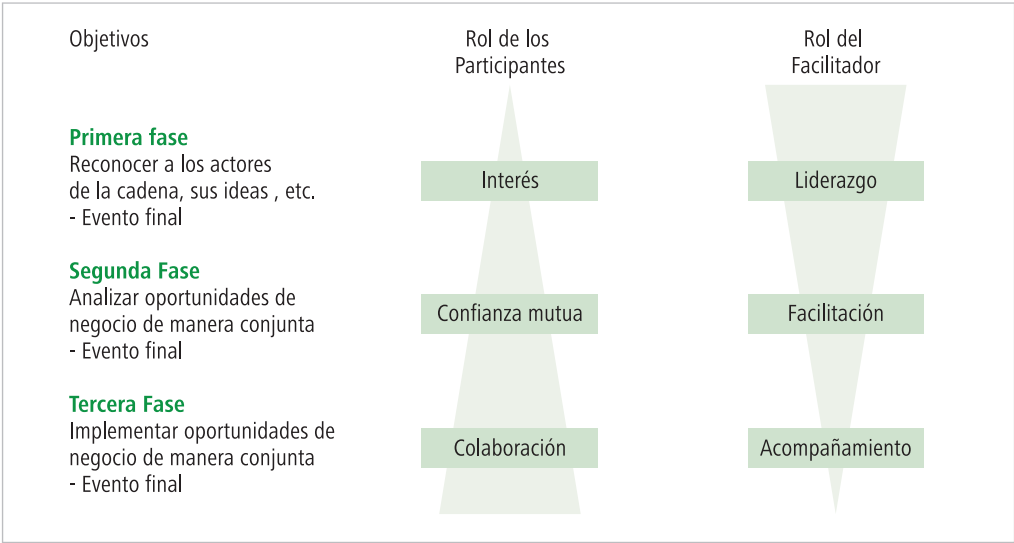 Objetivos
Rol de los
Participantes
Rol del
Facilitador
Primera fase
Reconocer a los actores
de la cadena, sus ideas , etc.
- Evento final
Interés
Liderazgo
Segunda Fase
Analizar oportunidades de
negocio de manera conjunta
- Evento final
Confianza mutua
Facilitación
Tercera Fase
Implementar oportunidades de
negocio de manera conjunta
- Evento final
Colaboración
Acompañamiento